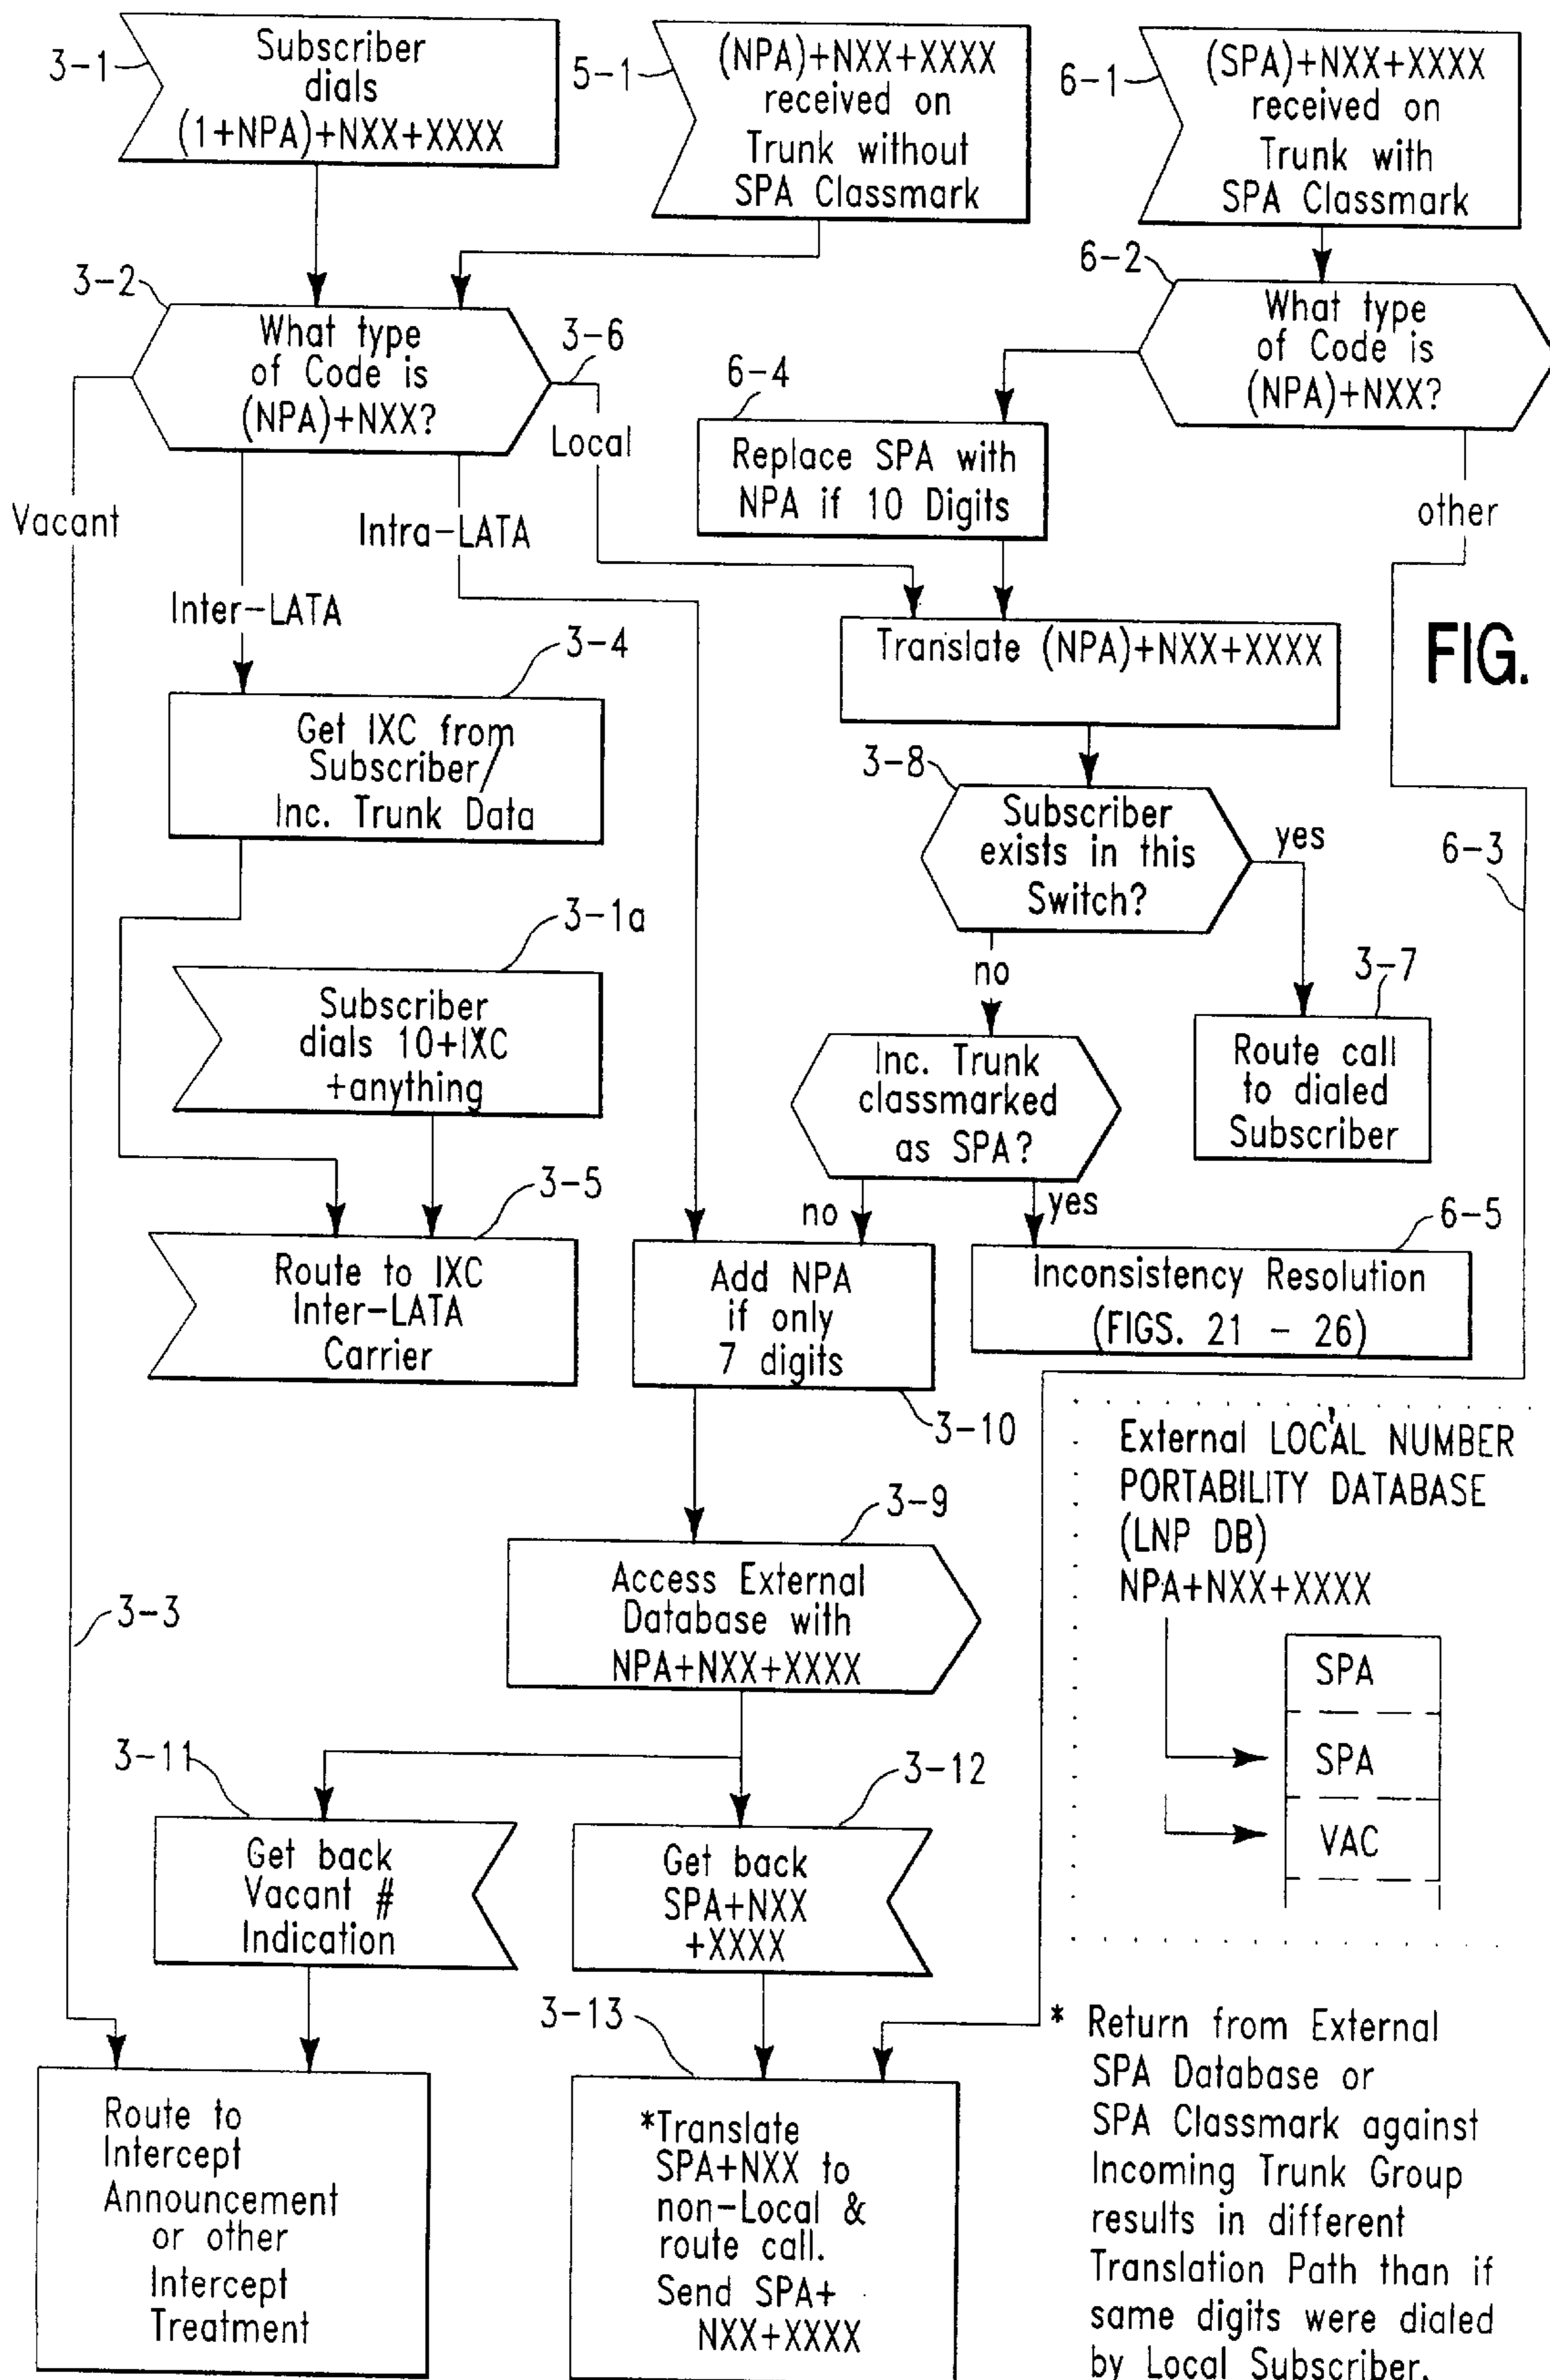 3-1
Subscriber
dials
(1+NPA)+NXX+XXXX
5-1
(NPA)+NXX+XXXX
received on
Trunk without
SPA Classmark
6-1
(SPA)+NXX+XXXX
received on
Trunk with
SPA Classmark
3-2
What type
of Code is
(NPA)+NXX?
3-6
Local
6-2
What type
of Code is
(NPA)+NXX?
6-4
Replace SPA with
NPA if 10 Digits
other
Vacant
Intra-LATA
Inter-LATA
Translate (NPA)+NXX+XXXX
FIG.
3-4
Get IXC from
Subscriber/
Inc. Trunk Data
3-8
Subscriber
exists in this
Switch?
yes
no
6-3
3-1a
Subscriber
dials 10+IXC
+anything
3-7
Route call
to dialed
Subscriber
Inc. Trunk
classmarked
as SPA?
no
yes
3-5
Route to IXC
Inter-LATA
Carrier
Add NPA
if only
7 digits
3-10
6-5
Inconsistency Resolution
(FIGS. 21 - 26)
External LOCAL NUMBER
PORTABILITY DATABASE
(LNP DB)
NPA+NXX+XXXX
SPA
SPA
VAC
3-9
Access External
Database with
NPA+NXX+XXXX
3-3
3-11
Get back
Vacant #
Indication
3-12
Get back
SPA+NXX
+XXXX
3-13
Route to
Intercept
Announcement
or other
Intercept
Treatment
*Translate
SPA+NXX to
non-Local &
route call.
Send SPA+
NXX+XXXX
* Return from External
SPA Database or
SPA Classmark against
Incoming Trunk Group
results in different
Translation Path than if
same digits were dialed
by Local Subscriber.